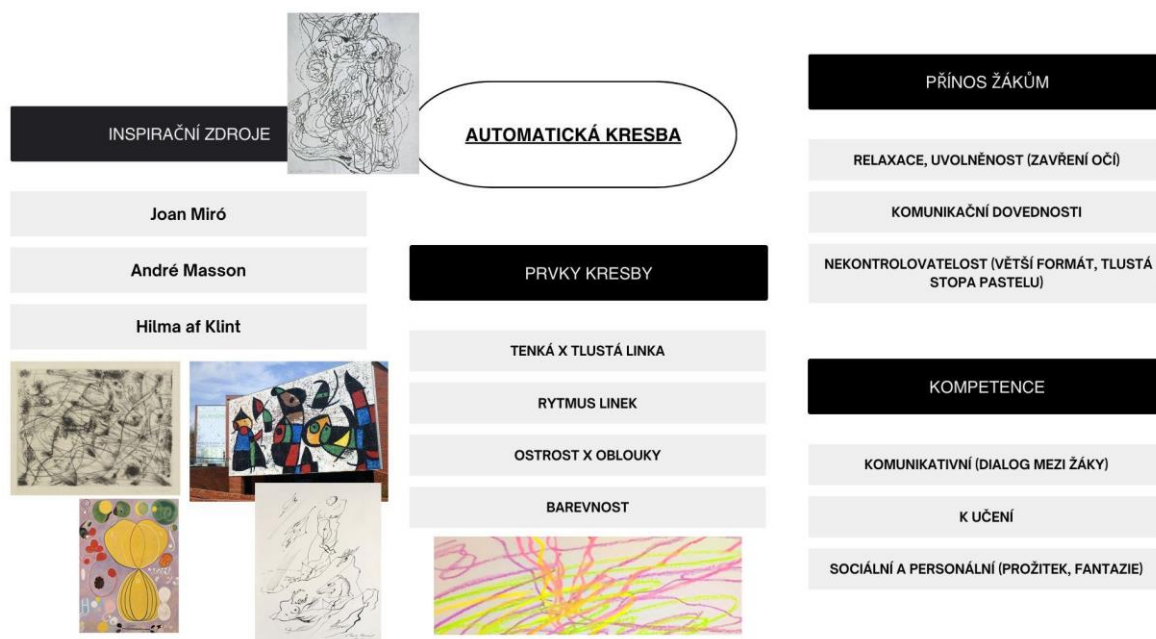 AUTOMATICKÁ KRESBA
INSPIRAČNÍ ZDROJE
Joan Miró
André Masson
Hilma af Klint
PRVKY KRESBY
TENKÁ X TLUSTÁ LINKA
RYTMUS LINEK
OSTROST X OBLOUKY
BAREVNOST
PŘÍNOS ŽÁKŮM
RELAXACE, UVOLNĚNOST (ZAVŘENÍ OČÍ)
KOMUNIKAČNÍ DOVEDNOSTI
NEKONTROLOVATELOST (VĚTŠÍ FORMÁT, TLUSTÁ
STOPA PASTELU)
KOMPETENCE
KOMUNIKATIVNÍ (DIALOG MEZI ŽÁKY)
K UČENÍ
SOCIÁLNÍ A PERSONÁLNÍ (PROŽITEK, FANTAZIE)